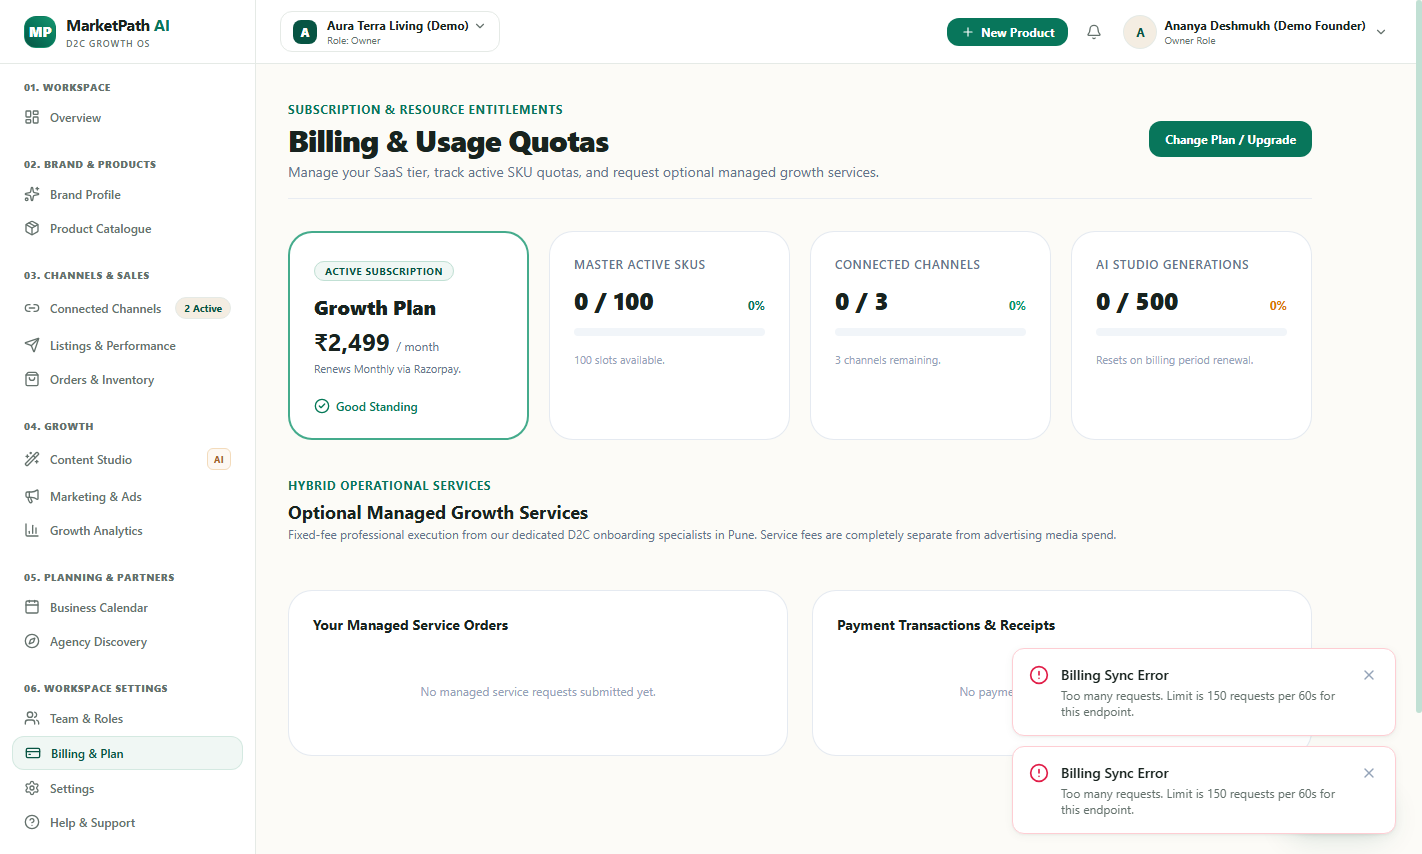 MP
MarketPath AI
D2C GROWTH OS
A
Aura Terra Living (Demo)
Role: Owner
New Product
A
Ananya Deshmukh (Demo Founder)
Owner Role
01. WORKSPACE
Overview
02. BRAND & PRODUCTS
Brand Profile
Product Catalogue
03. CHANNELS & SALES
Connected Channels 2 Active
Listings & Performance
Orders & Inventory
04. GROWTH
Content Studio AI
Marketing & Ads
Growth Analytics
05. PLANNING & PARTNERS
Business Calendar
Agency Discovery
06. WORKSPACE SETTINGS
Team & Roles
Billing & Plan
Settings
Help & Support
SUBSCRIPTION & RESOURCE ENTITLEMENTS
Billing & Usage Quotas
Manage your SaaS tier, track active SKU quotas, and request optional managed growth services.
Change Plan / Upgrade
ACTIVE SUBSCRIPTION
Growth Plan
₹2,499 / month
Renews Monthly via Razorpay.
Good Standing
MASTER ACTIVE SKUS
0 / 100 0%
100 slots available.
CONNECTED CHANNELS
0 / 3 0%
3 channels remaining.
AI STUDIO GENERATIONS
0 / 500 0%
Resets on billing period renewal.
HYBRID OPERATIONAL SERVICES
Optional Managed Growth Services
Fixed-fee professional execution from our dedicated D2C onboarding specialists in Pune. Service fees are completely separate from advertising media spend.
Your Managed Service Orders
No managed service requests submitted yet.
Payment Transactions & Receipts
No payme
Billing Sync Error
Too many requests. Limit is 150 requests per 60s for
this endpoint.
Billing Sync Error
Too many requests. Limit is 150 requests per 60s for
this endpoint.